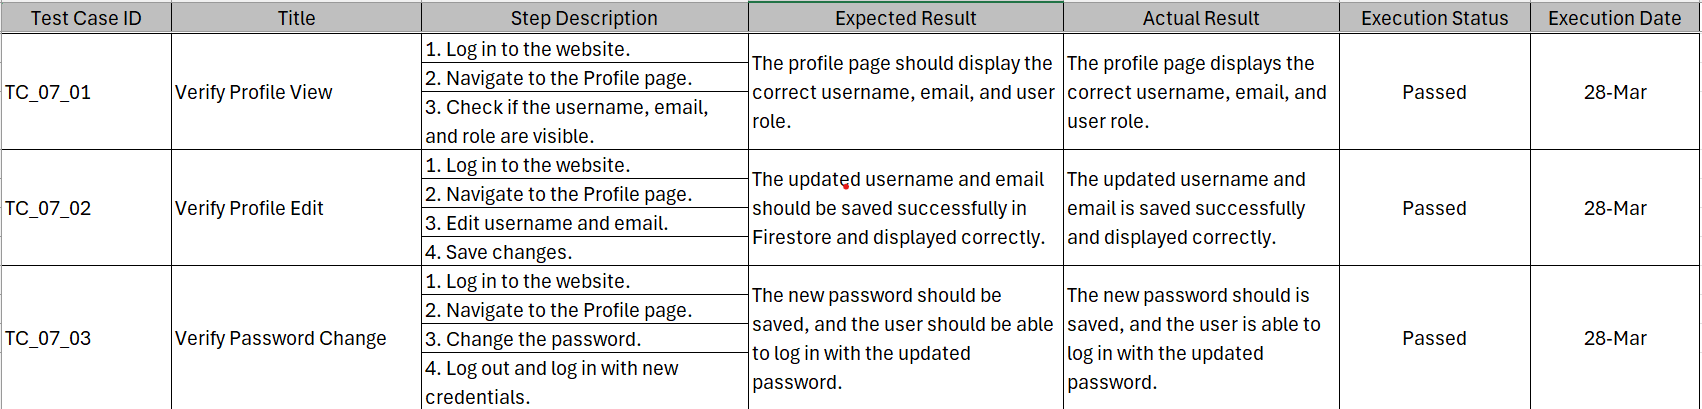 Test Case ID Title Step Description Expected Result Actual Result Execution Status Execution Date
TC_07_01
Verify Profile View
1. Log in to the website.
2. Navigate to the Profile page.
3. Check if the username, email,
and role are visible.
The profile page should display the
correct username, email, and user
role.
The profile page displays the
correct username, email, and
user role.
Passed
28-Mar
TC_07_02
Verify Profile Edit
1. Log in to the website.
2. Navigate to the Profile page.
3. Edit username and email.
4. Save changes.
The updated username and email
should be saved successfully in
Firestore and displayed correctly.
The updated username and
email is saved successfully
and displayed correctly.
Passed
28-Mar
TC_07_03
Verify Password Change
1. Log in to the website.
2. Navigate to the Profile page.
3. Change the password.
4. Log out and log in with new
credentials.
The new password should be
saved, and the user should be able
to log in with the updated
password.
The new password should is
saved, and the user is able to
log in with the updated
password.
Passed
28-Mar